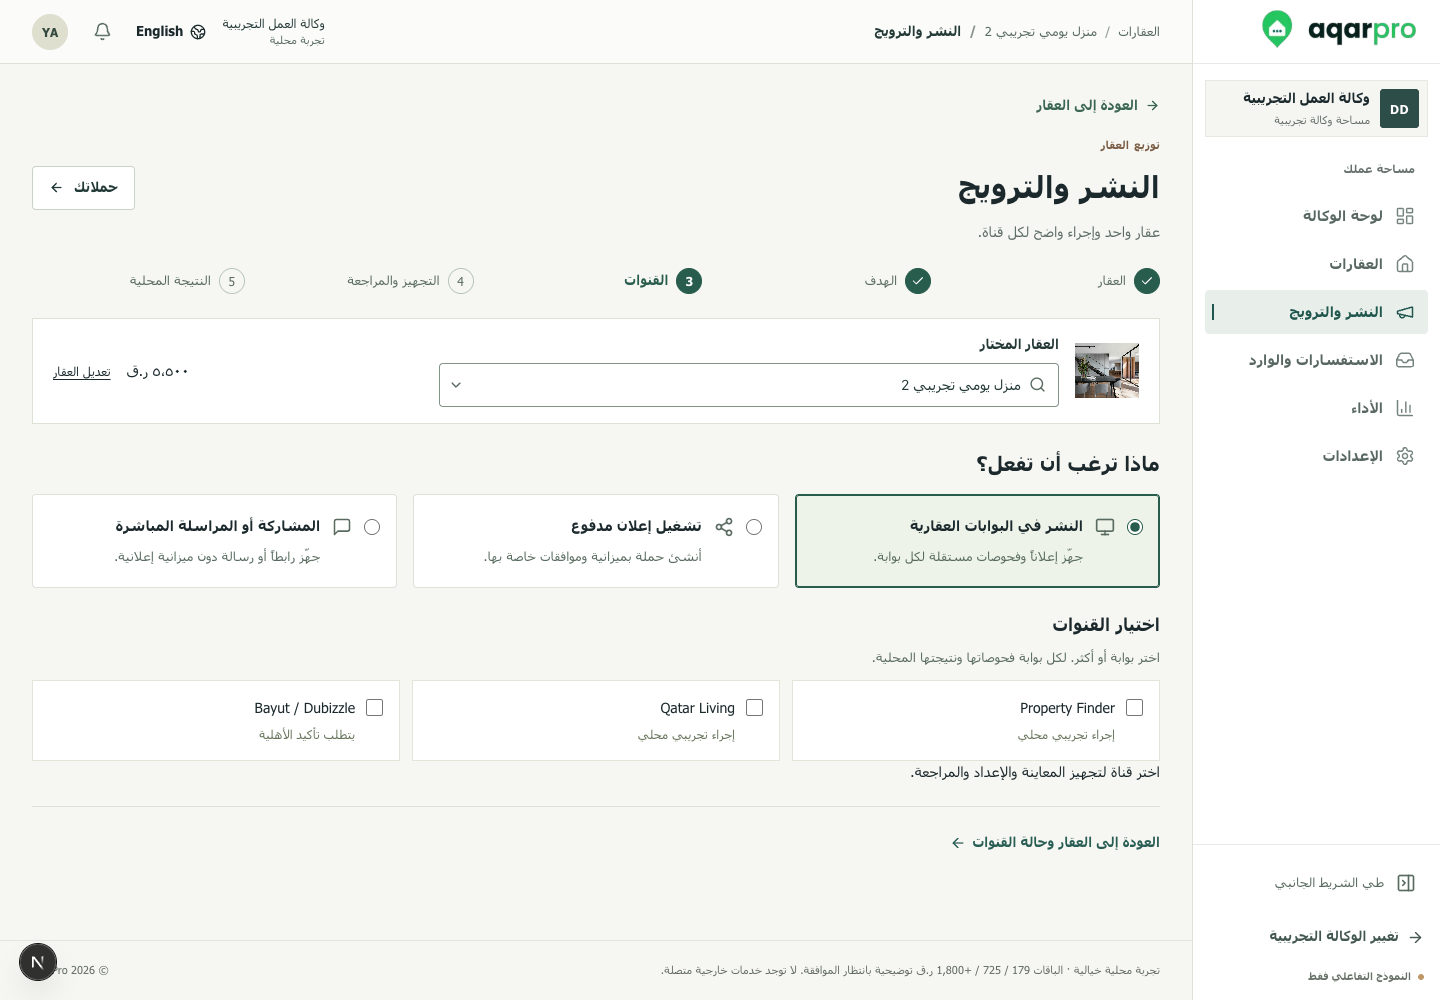 aqarpro
وكالة العمل التجريبية
مساحة وكالة تجريبية
DD
مساحة عملك
لوحة الوكالة
العقارات
النشر والترويج
الاستفسارات والوارد
الأداء
الإعدادات
طي الشريط الجانبي
تغيير الوكالة التجريبية
النموذج التفاعلي فقط
العقارات / منزل يومي تجريبي 2 / النشر والترويج
وكالة العمل التجريبية
تجربة محلية
English
YA
العودة إلى العقار
توزيع العقار
النشر والترويج
حملاتك
عقار واحد وإجراء واضح لكل قناة.
العقار
الهدف
3 القنوات
4 التجهيز والمراجعة
5 النتيجة المحلية
العقار المختار
منزل يومي تجريبي 2
٥،٥٠٠ ر.ق
تعديل العقار
ماذا ترغب أن تفعل؟
النشر في البوابات العقارية
جهّز إعلاناً وفحوصات مستقلة لكل بوابة.
تشغيل إعلان مدفوع
أنشئ حملة بميزانية وموافقات خاصة بها.
المشاركة أو المراسلة المباشرة
جهّز رابطاً أو رسالة دون ميزانية إعلانية.
اختيار القنوات
اختر بوابة أو أكثر. لكل بوابة فحوصاتها ونتيجتها المحلية.
Property Finder
إجراء تجريبي محلي
Qatar Living
إجراء تجريبي محلي
Bayut / Dubizzle
يتطلب تأكيد الأهلية
اختر قناة لتجهيز المعاينة والإعداد والمراجعة.
العودة إلى العقار وحالة القنوات
تجربة محلية خيالية · الباقات 179 / 725 / 1,800+ ر.ق توضيحية بانتظار الموافقة. لا توجد خدمات خارجية متصلة.
© 2026
N